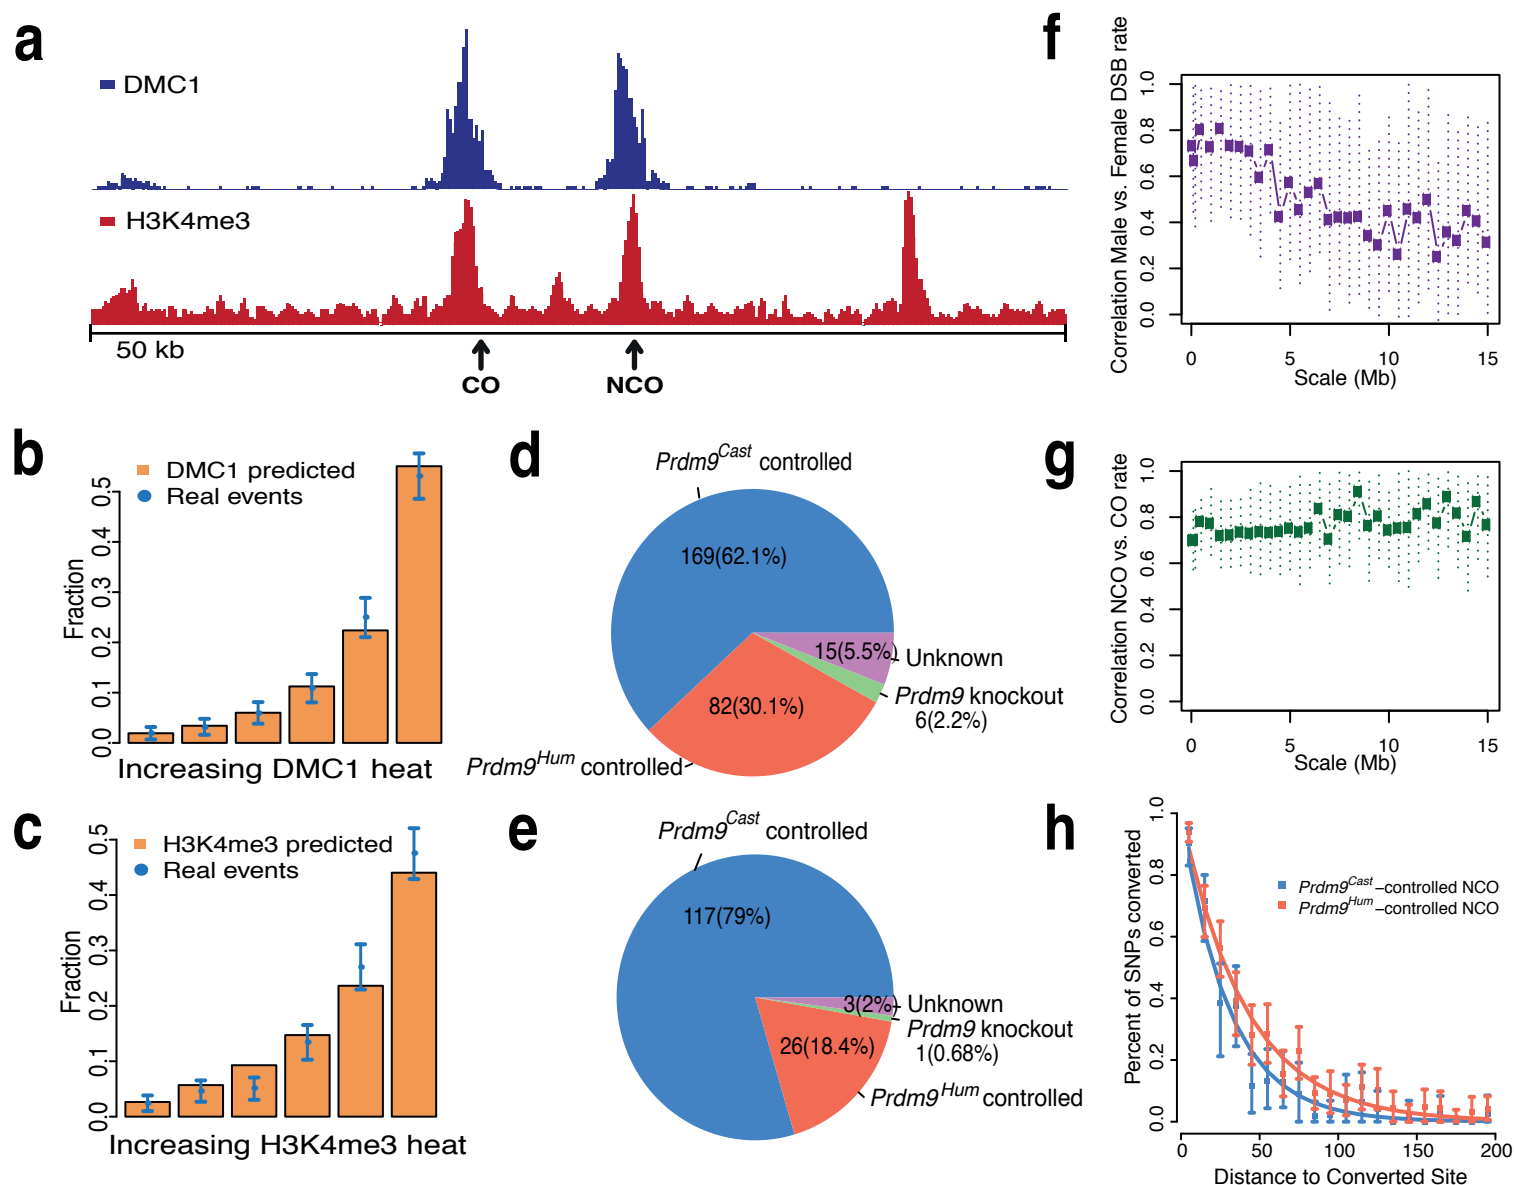 a
DMC1
H3K4me3
50 kb
CO
NCO
b
DMC1 predicted
Real events
Fraction
0.0
0.1
0.2
0.3
0.4
0.5
Increasing DMC1 heat
c
H3K4me3 predicted
Real events
Fraction
0.0
0.1
0.2
0.3
0.4
0.5
Increasing H3K4me3 heat
d
Prdm9Cast controlled
169(62.1%)
15(5.5%)
Unknown
Prdm9 knockout
6(2.2%)
82(30.1%)
Prdm9Hum controlled
e
Prdm9Cast controlled
117(79%)
3(2%)
Unknown
Prdm9 knockout
1(0.68%)
26(18.4%)
Prdm9Hum controlled
f
Correlation Male vs. Female DSB rate
0.0
0.2
0.4
0.6
0.8
1.0
0 5 10 15
Scale (Mb)
g
Correlation NCO vs. CO rate
0.0
0.2
0.4
0.6
0.8
1.0
0 5 10 15
Scale (Mb)
h
Percent of SNPs converted
0.0
0.2
0.4
0.6
0.8
1.0
Prdm9Cast–controlled NCO
Prdm9Hum–controlled NCO
0 50 100 150 200
Distance to Converted Site